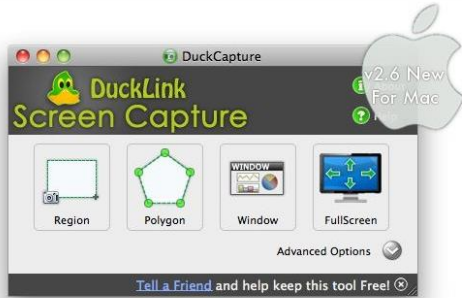 DuckCapture
v2.6 New
For Mac
DuckLink
Screen Capture
WINDOW
Region
Polygon
Window
FullScreen
Advanced Options
Tell a Friend and help keep this tool Free!